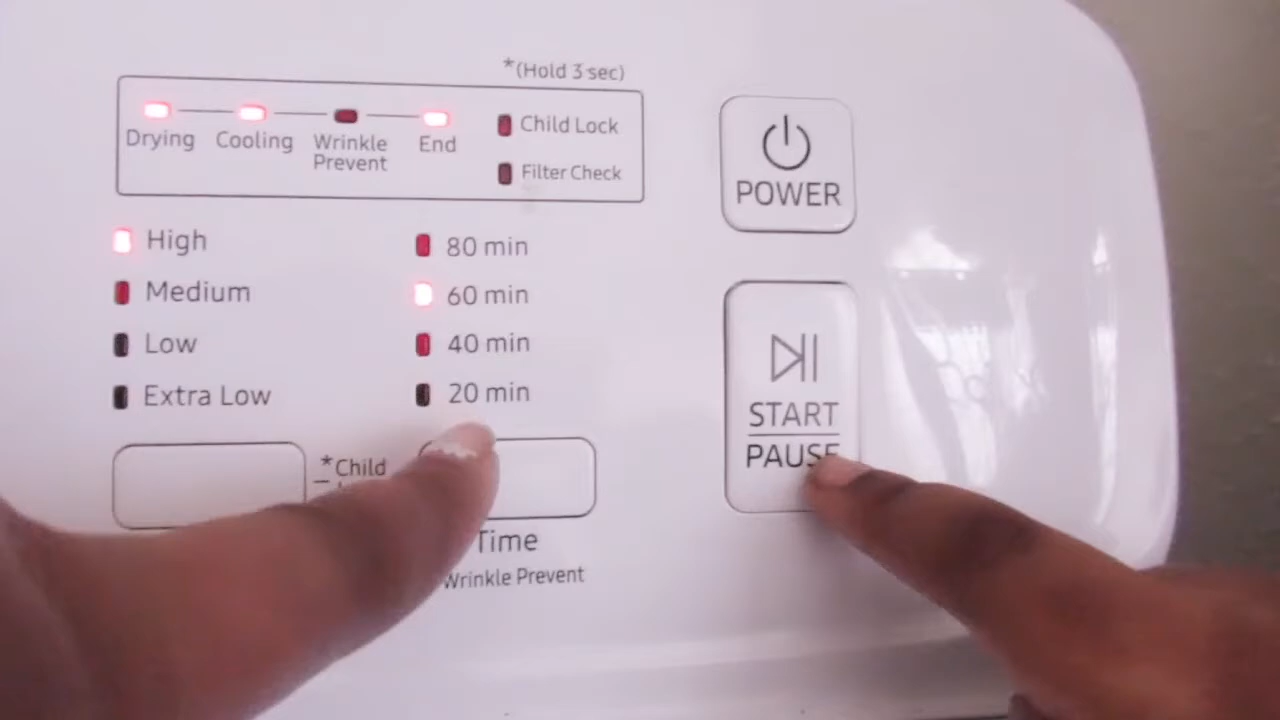 *(Hold 3 sec)
Drying
Cooling
Wrinkle
Prevent
End
Child Lock
Filter Check
High
Medium
Low
Extra Low
80 min
60 min
40 min
20 min
*Child
Time
Wrinkle Prevent
POWER
START
PAUSE